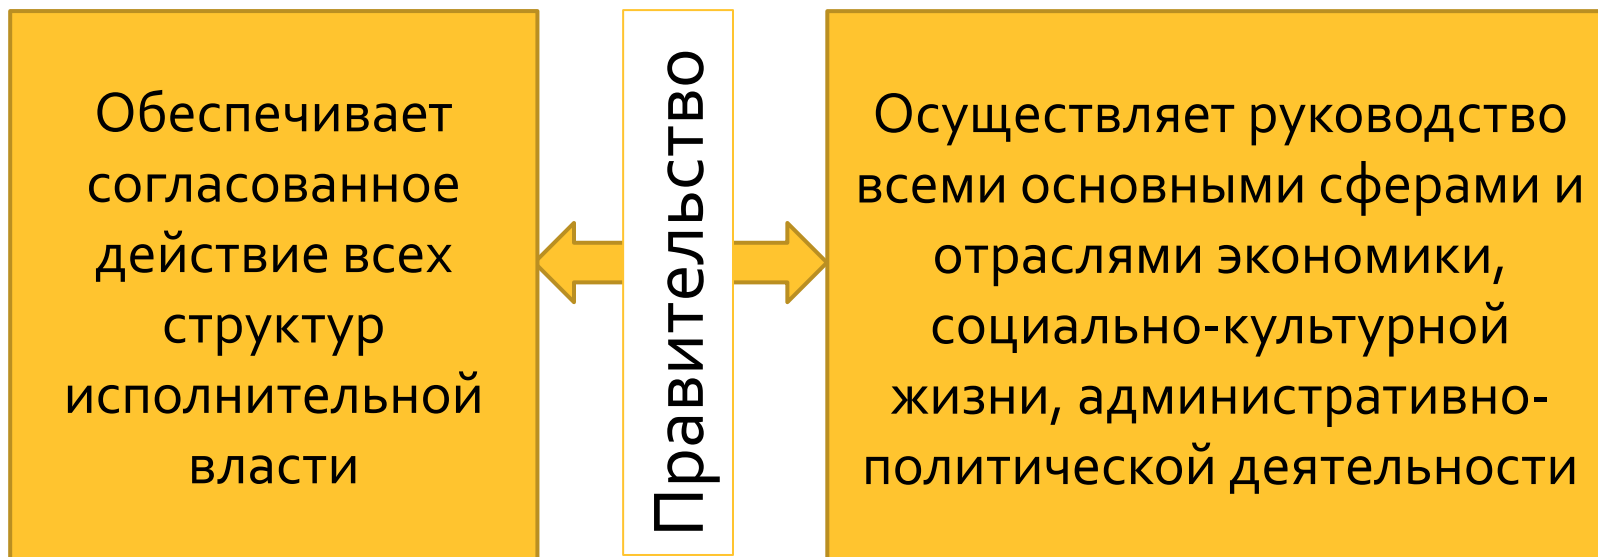 Обеспечивает
согласованное
действие всех
структур
исполнительной
власти
Правительство
Осуществляет руководство
всеми основными сферами и
отраслями экономики,
социально-культурной
жизни, административно-
политической деятельности